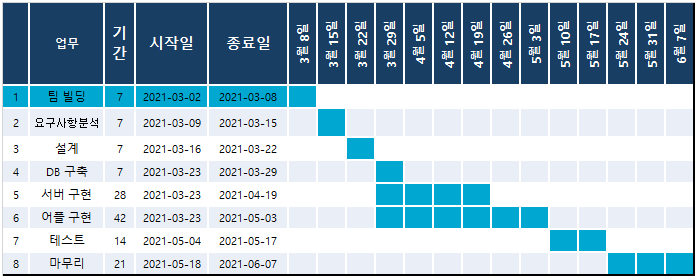 업무 기간 시작일 종료일 3월 8일 3월 15일 3월 22일 3월 29일 4월 5일 4월 12일 4월 19일 4월 26일 5월 3일 5월 10일 5월 17일 5월 24일 5월 31일 6월 7일
1 팀 빌딩 7 2021-03-02 2021-03-08
2 요구사항분석 7 2021-03-09 2021-03-15
3 설계 7 2021-03-16 2021-03-22
4 DB 구축 7 2021-03-23 2021-03-29
5 서버 구현 28 2021-03-23 2021-04-19
6 어플 구현 42 2021-03-23 2021-05-03
7 테스트 14 2021-05-04 2021-05-17
8 마무리 21 2021-05-18 2021-06-07